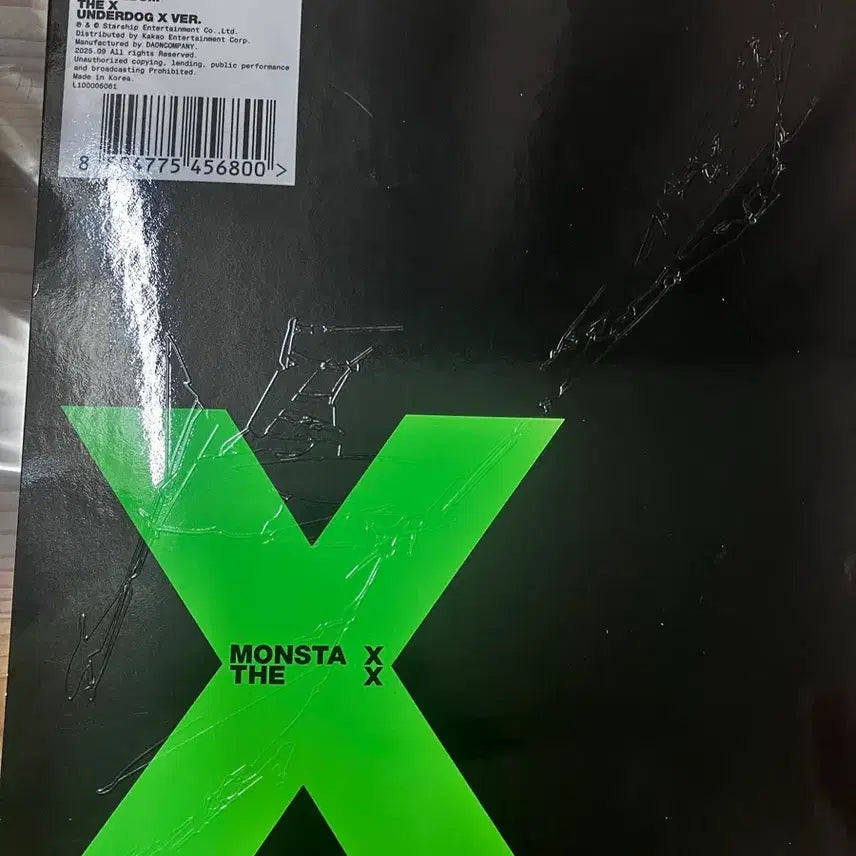 THE X
UNDERDOG X VER.
℗ & © Starship Entertainment Co.,Ltd.
Distributed by Kakao Entertainment Corp.
Manufactured by DAONCOMPANY.
2025.09 All rights Reserved.
Unauthorized copying, lending, public performance
and broadcasting Prohibited.
Made in Korea
L100006061
8 775 456800 >
MONSTA X
THE X